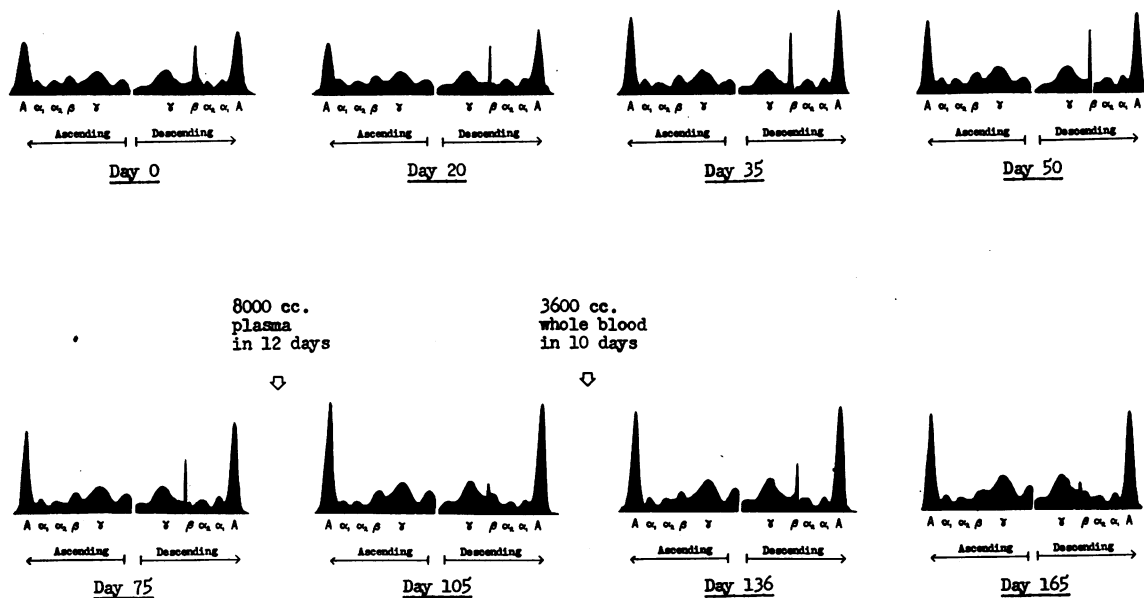 A α₁ α₂ β γ γ β α₂ α₁ A
Ascending Descending
Day 0
A α₁ α₂ β γ γ β α₂ α₁ A
Ascending Descending
Day 20
A α₁ α₂ β γ γ β α₂ α₁ A
Ascending Descending
Day 35
A α₁ α₂ β γ γ β α₂ α₁ A
Ascending Descending
Day 50
8000 cc.
plasma
in 12 days
3600 cc.
whole blood
in 10 days
A α₁ α₂ β γ γ β α₂ α₁ A
Ascending Descending
Day 75
A α₁ α₂ β γ γ β α₂ α₁ A
Ascending Descending
Day 105
A α₁ α₂ β γ γ β α₂ α₁ A
Ascending Descending
Day 136
A α₁ α₂ β γ γ β α₂ α₁ A
Ascending Descending
Day 165